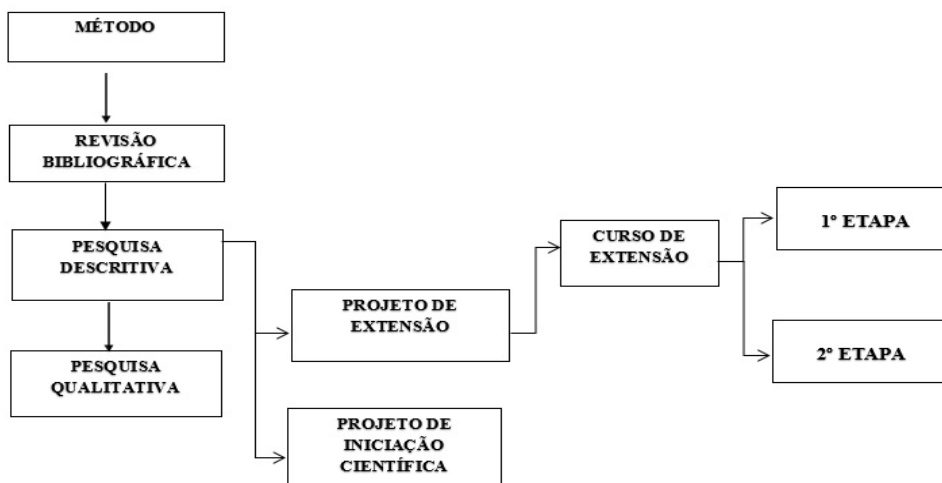 MÉTODO
REVISÃO
BIBLIOGRÁFICA
PESQUISA
DESCRITIVA
PESQUISA
QUALITATIVA
PROJETO DE
EXTENSÃO
PROJETO DE
INICIAÇÃO
CIENTÍFICA
CURSO DE
EXTENSÃO
1º ETAPA
2º ETAPA